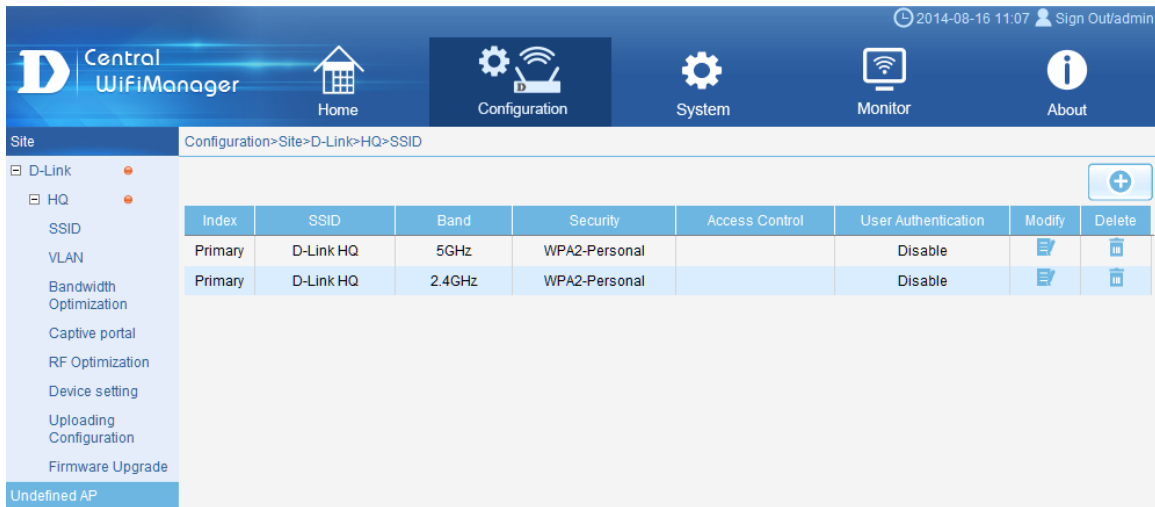 2014-08-16 11:07 Sign Out/admin
D Central
WiFiManager
Home
D
Configuration
System
Monitor
i
About
Site
Configuration>Site>D-Link>HQ>SSID
D-Link
HQ
SSID
VLAN
Bandwidth
Optimization
Captive portal
RF Optimization
Device setting
Uploading
Configuration
Firmware Upgrade
Undefined AP
Index SSID Band Security Access Control User Authentication Modify Delete
Primary D-Link HQ 5GHz WPA2-Personal Disable
Primary D-Link HQ 2.4GHz WPA2-Personal Disable